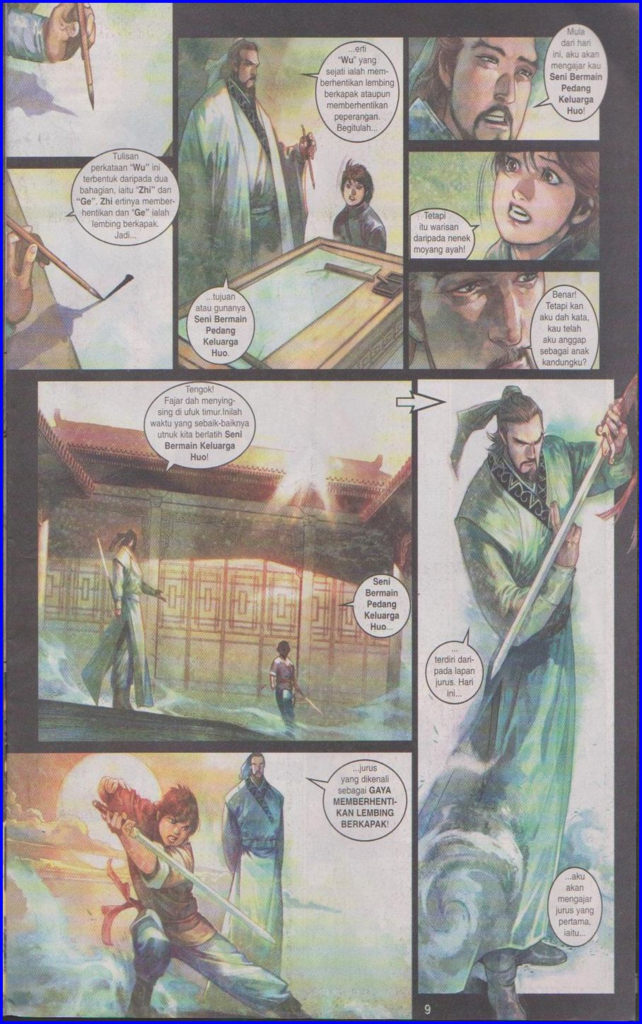 Tulisan
perkataan "Wu" ini
terbentuk daripada dua
bahagian, iaitu "Zhi" dan
"Ge". Zhi ertinya member-
hentikan dan "Ge" ialah
lembing berkapak.
Jadi...
...erti
"Wu" yang
sejati ialah mem-
berhentikan lembing
berkapak ataupun
memberhentikan
peperangan.
Begitulah...
...tujuan
atau gunanya
Seni Bermain
Pedang
Keluarga
Huo.
Mula
dari hari
ini, aku akan
mengajar kau
Seni Bermain
Pedang
Keluarga
Huo!
Tetapi
itu warisan
daripada nenek
moyang ayah!
Benar!
Tetapi kan
aku dah kata,
kau telah
aku anggap
sebagai anak
kandungku?
Tengok!
Fajar dah menying-
sing di ufuk timur.Inilah
waktu yang sebaik-baiknya
utnuk kita berlatih Seni
Bermain Pedang Keluarga
Huo!
Seni
Bermain
Pedang
Keluarga
Huo...
...
terdiri dari-
pada lapan
jurus. Hari
ini...
...aku
akan
mengajar
jurus yang
pertama,
iaitu...
...jurus
yang dikenali
sebagai GAYA
MEMBERHENTI-
KAN LEMBING
BERKAPAK!
9